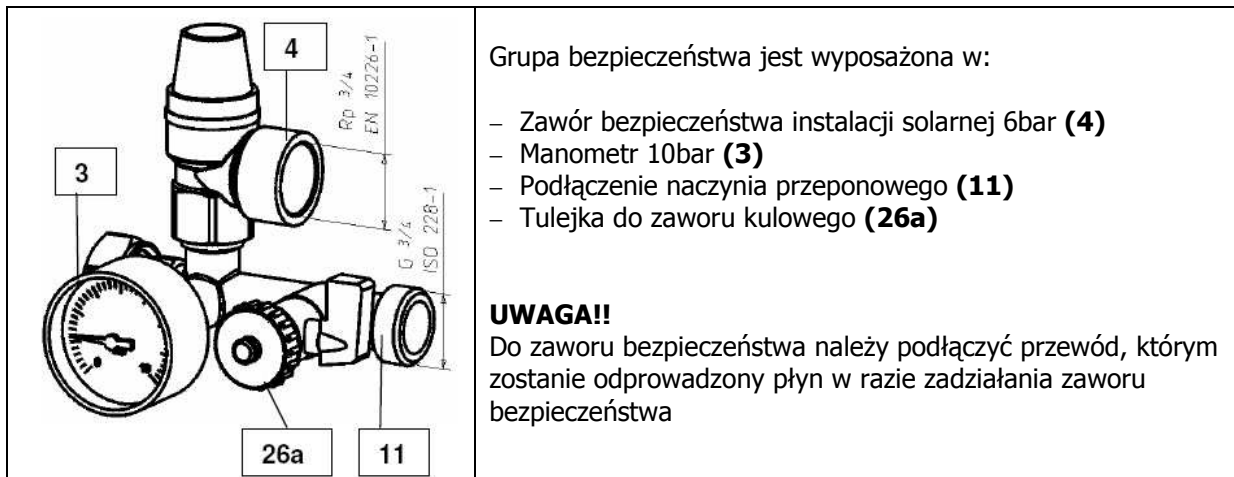 4
Rp 3/4
EN 10226-1
3
G 3/4
ISO 228-1
0
26a
11
Grupa bezpieczeństwa jest wyposażona w:
– Zawór bezpieczeństwa instalacji solarnej 6bar (4)
– Manometr 10bar (3)
– Podłączenie naczynia przeponowego (11)
– Tulejka do zaworu kulowego (26a)
UWAGA!!
Do zaworu bezpieczeństwa należy podłączyć przewód, którym
zostanie odprowadzony płyn w razie zadziałania zaworu
bezpieczeństwa